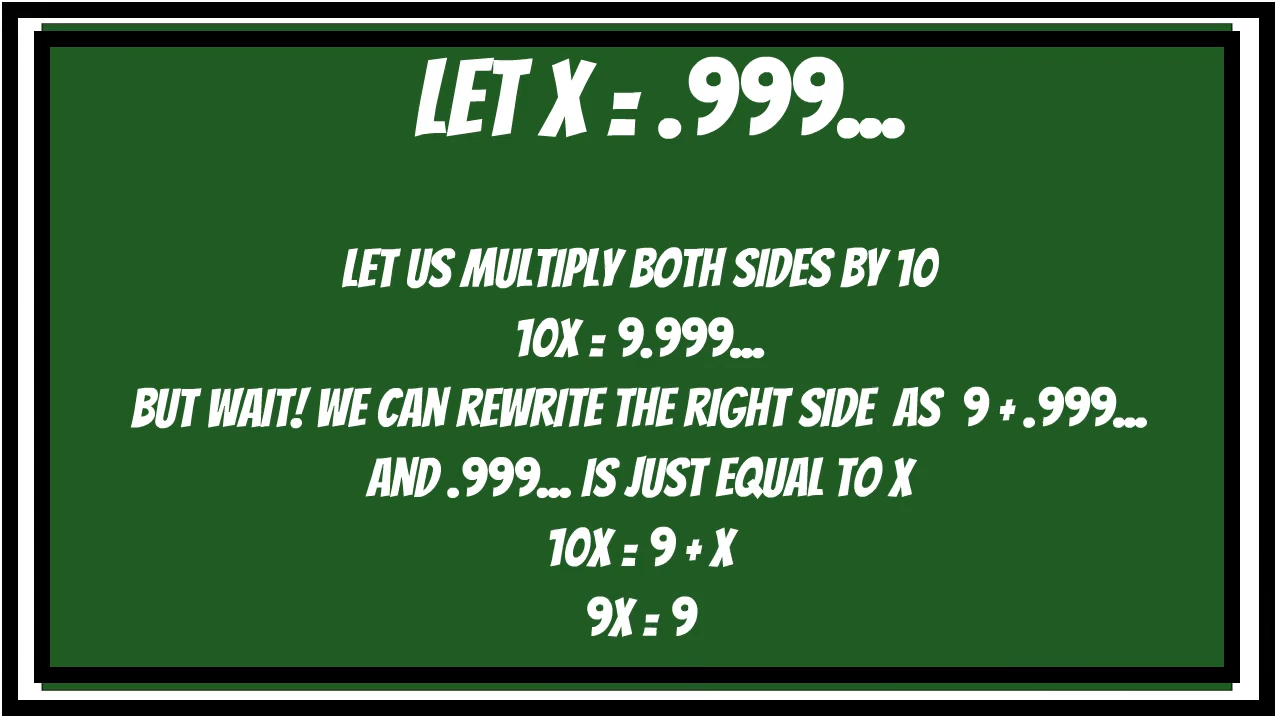 LET X = .999...
LET US MULTIPLY BOTH SIDES BY 10
10X = 9.999...
BUT WAIT! WE CAN REWRITE THE RIGHT SIDE AS 9 + .999...
AND .999... IS JUST EQUAL TO X
10X = 9 + X
9X = 9